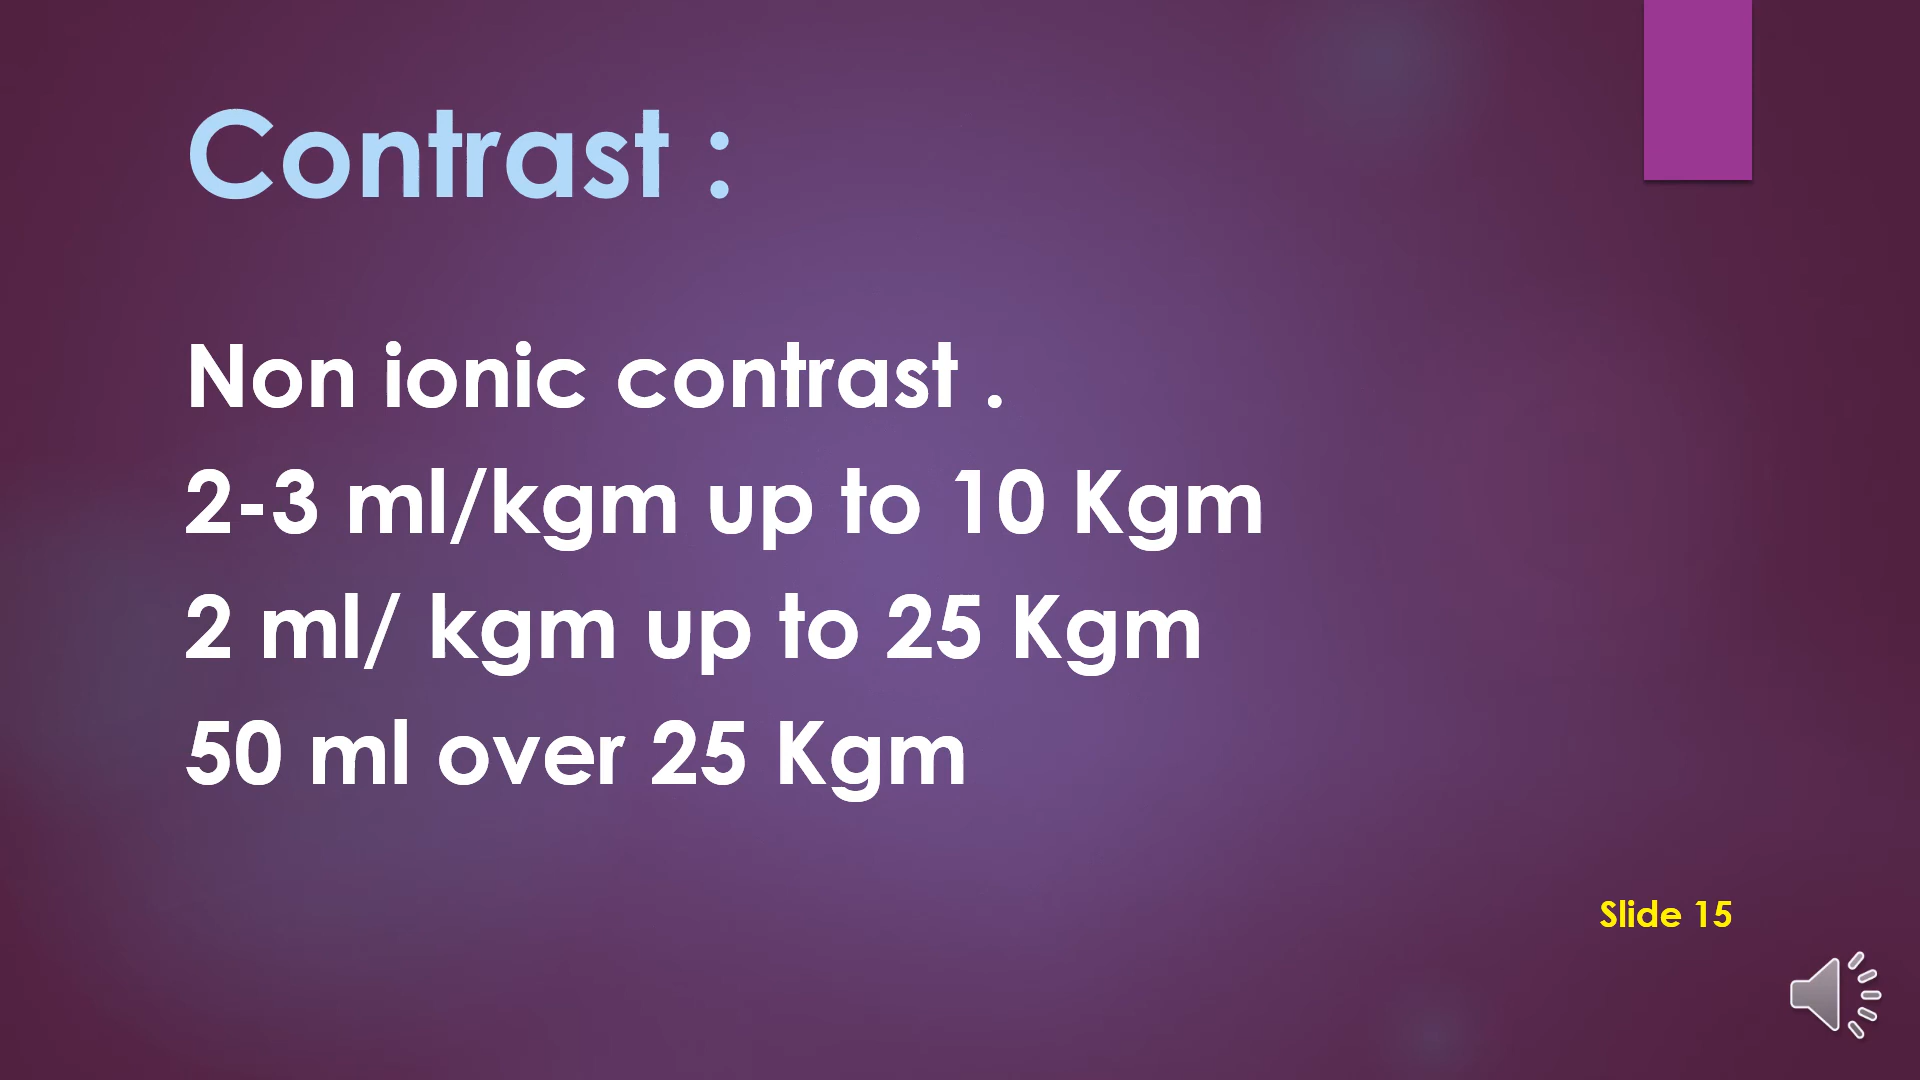 Contrast :
Non ionic contrast .
2-3 ml/kgm up to 10 Kgm
2 ml/ kgm up to 25 Kgm
50 ml over 25 Kgm
Slide 15